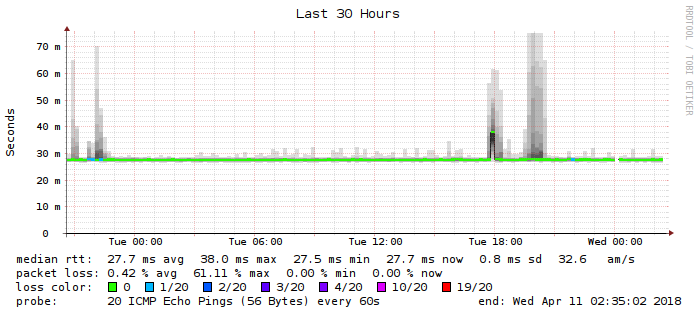 Last 30 Hours
RRDTOOL / TOBI OETIKER
Seconds
70 m
60 m
50 m
40 m
30 m
20 m
10 m
0
Tue 00:00 Tue 06:00 Tue 12:00 Tue 18:00 Wed 00:00
median rtt: 27.7 ms avg 38.0 ms max 27.5 ms min 27.7 ms now 0.8 ms sd 32.6 am/s
packet loss: 0.42 % avg 61.11 % max 0.00 % min 0.00 % now
loss color: 0 1/20 2/20 3/20 4/20 10/20 19/20
probe: 20 ICMP Echo Pings (56 Bytes) every 60s end: Wed Apr 11 02:35:02 2018